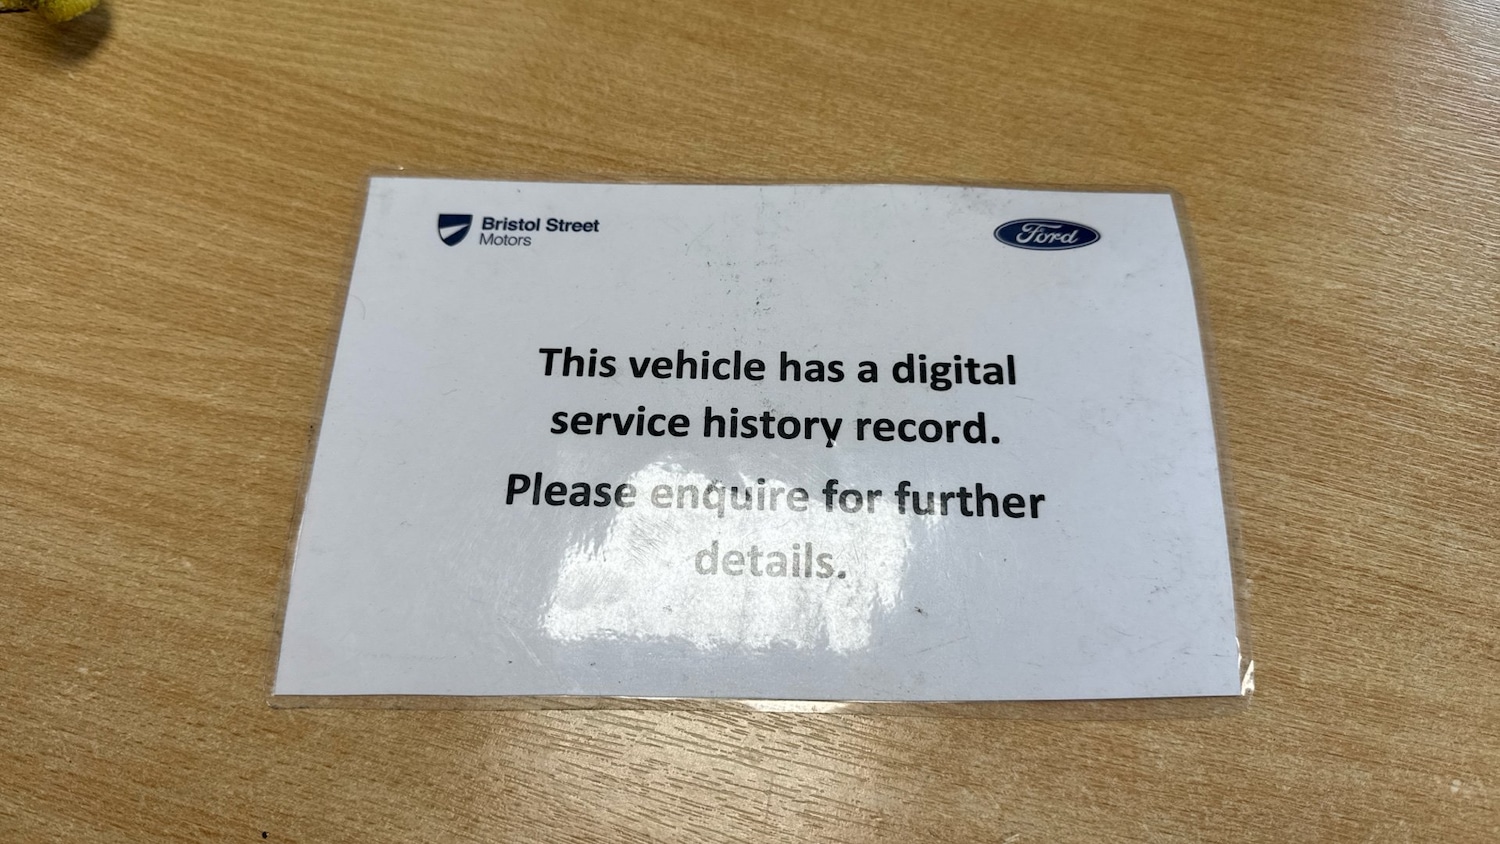 Bristol Street
Motors
Ford
This vehicle has a digital
service history record.
Please enquire for further
details.